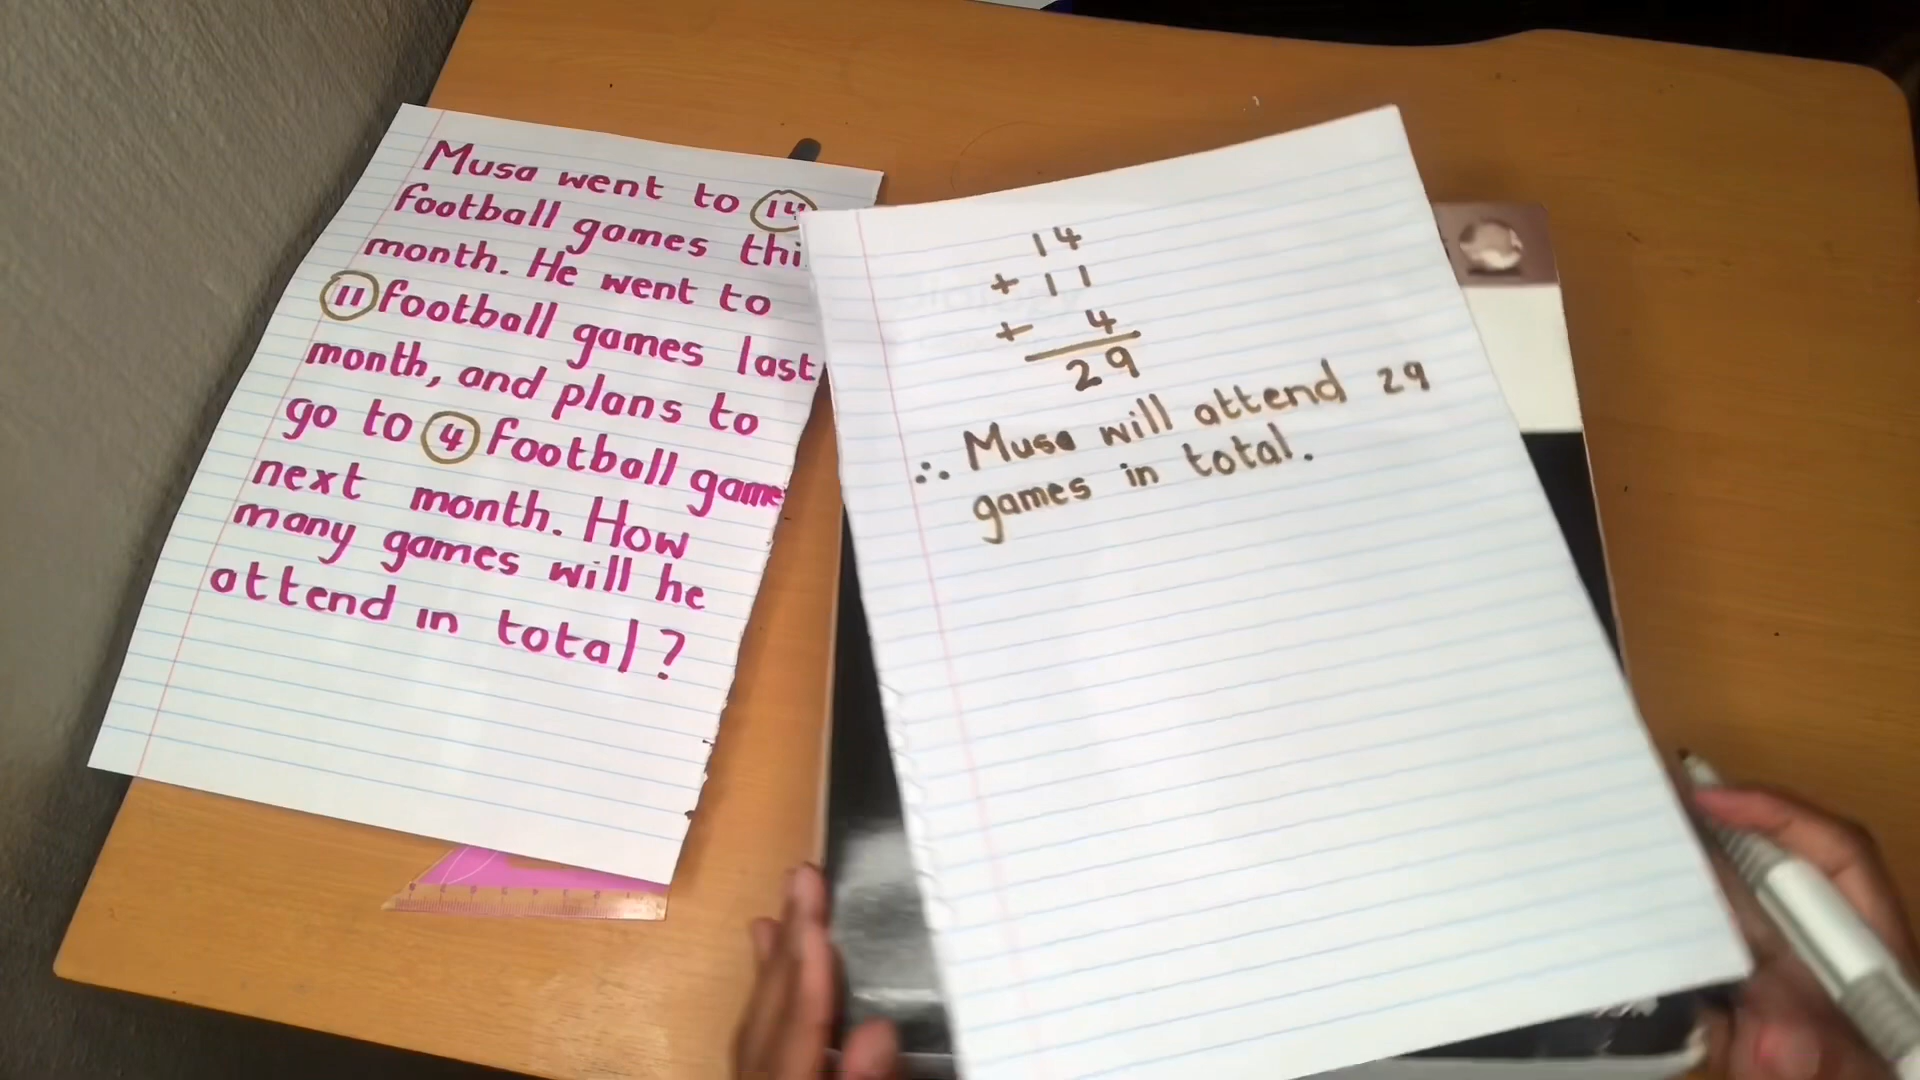 Musa went to 14
football games thi
month. He went to
11 football games last
month, and plans to
go to 4 football game
next month. How
many games will he
attend in total?
14
+ 11
+ 4
29
∴ Musa will attend 29
games in total.